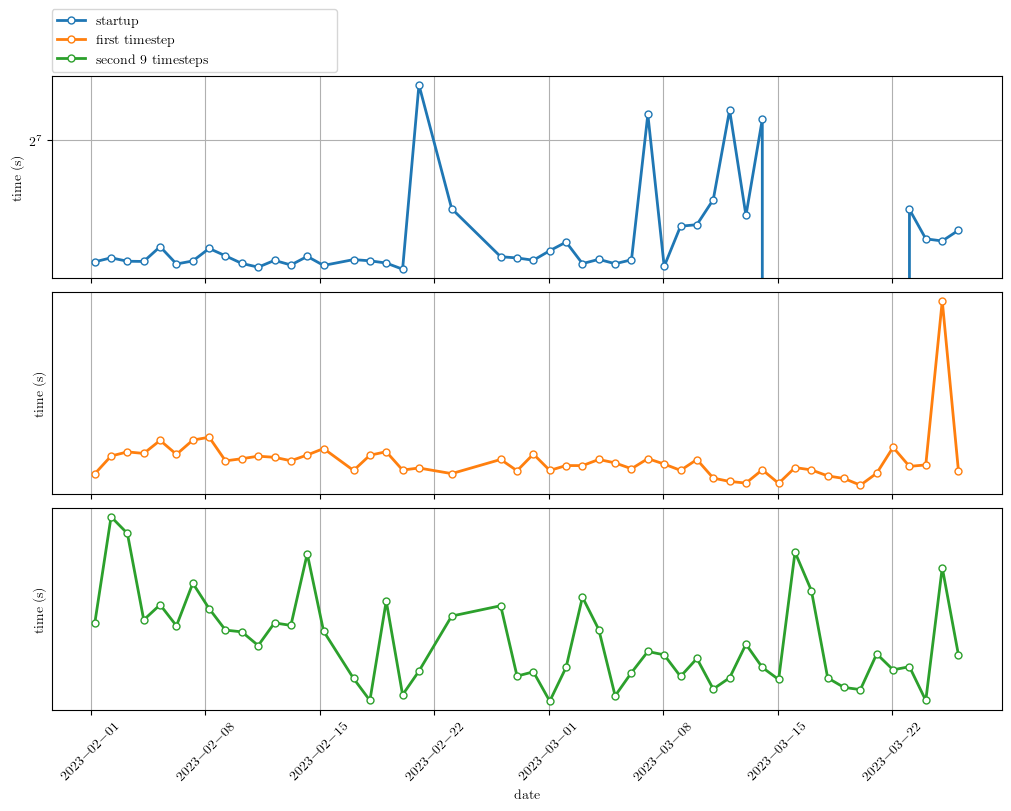 startup
first timestep
second 9 timesteps
2^7
time (s)
time (s)
time (s)
2023−02−01
2023−02−08
2023−02−15
2023−02−22
2023−03−01
2023−03−08
2023−03−15
2023−03−22
date